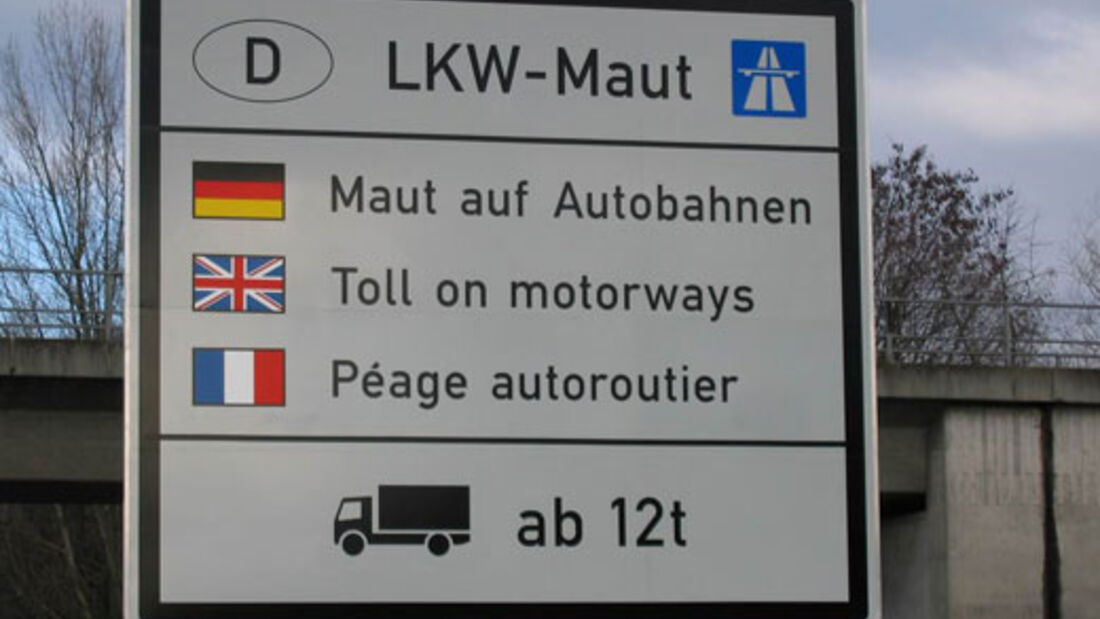 D LKW-Maut
Maut auf Autobahnen
Toll on motorways
Péage autoroutier
ab 12t